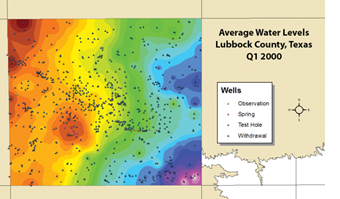 Average Water Levels
Lubbock County, Texas
Q1 2000
Wells
Observation
Spring
Test Hole
Withdrawal